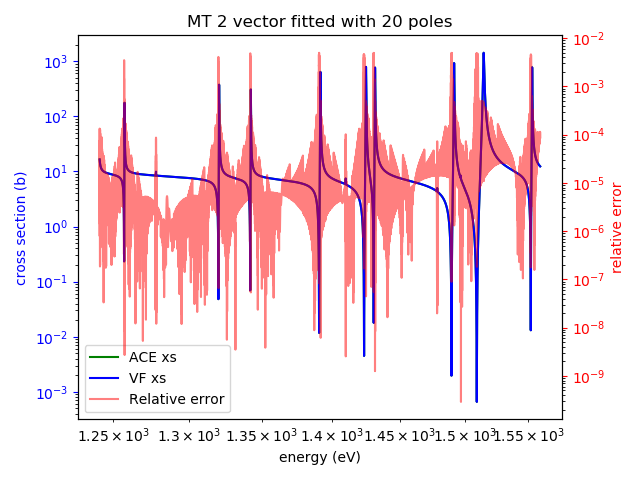 MT 2 vector fitted with 20 poles
cross section (b)
10³
10²
10¹
10⁰
10⁻¹
10⁻²
10⁻³
10⁻²
10⁻³
10⁻⁴
10⁻⁵
10⁻⁶
10⁻⁷
10⁻⁸
10⁻⁹
relative error
ACE xs
VF xs
Relative error
1.25 × 10³ 1.3 × 10³ 1.35 × 10³ 1.4 × 10³ 1.45 × 10³ 1.5 × 10³ 1.55 × 10³
energy (eV)